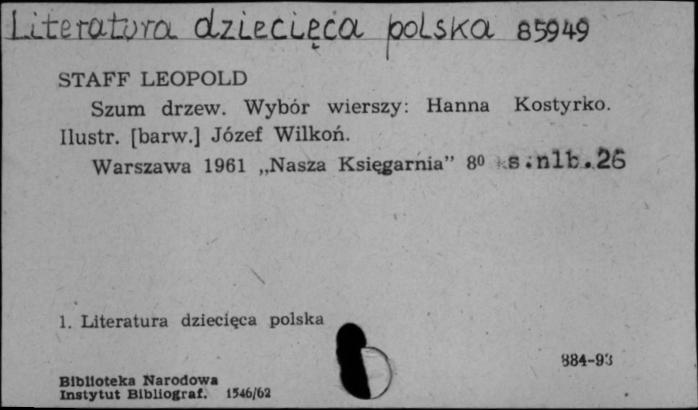 Literatura dziecięca polska 85949
STAFF LEOPOLD
Szum drzew. Wybór wierszy: Hanna Kostyrko.
Ilustr. [barw.] Józef Wilkoń.
Warszawa 1961 „Nasza Księgarnia” 8⁰ s.nlb.26
1. Literatura dziecięca polska
884-93
Biblioteka Narodowa
Instytut Bibliograf. 1546/62